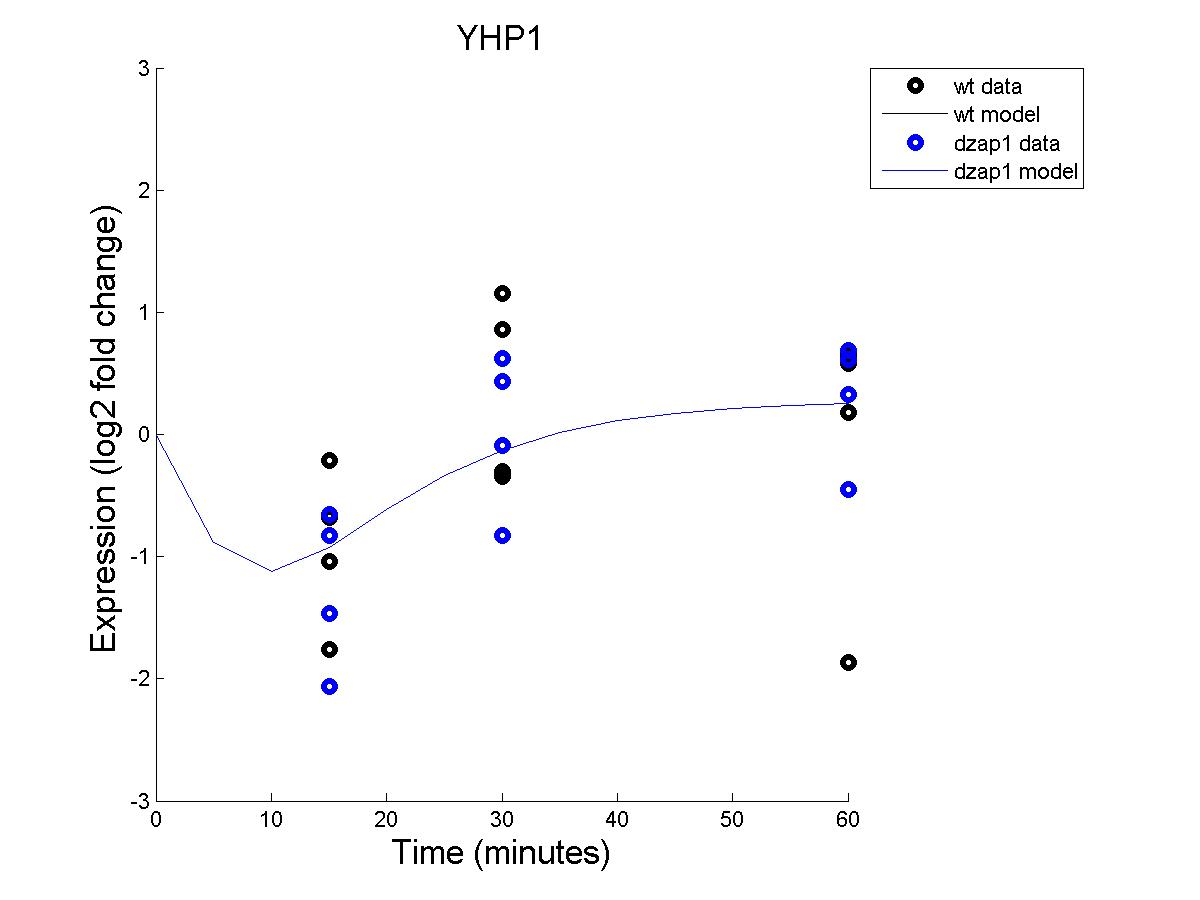 YHP1
wt data
wt model
dzap1 data
dzap1 model
Expression (log2 fold change)
3
2
1
0
-1
-2
-3
0 10 20 30 40 50 60
Time (minutes)